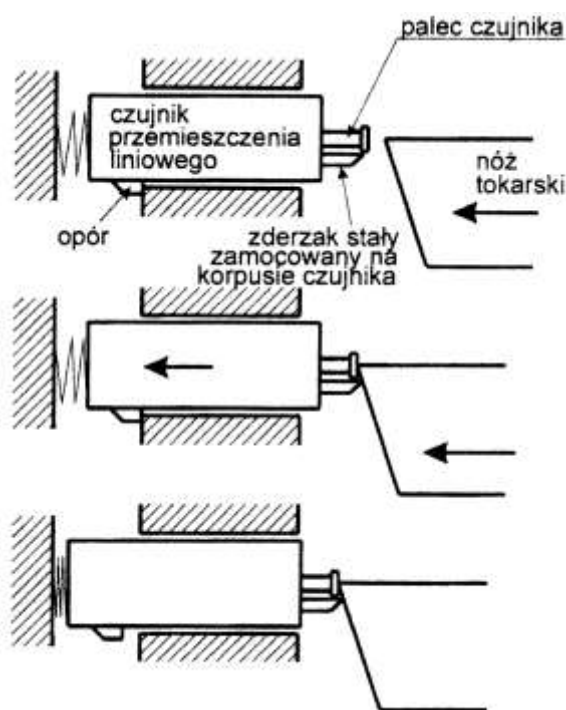 palec czujnika
czujnik
przemieszczenia
liniowego
nóż
tokarski
opór
zderzak stały
zamocowany na
korpusie czujnika